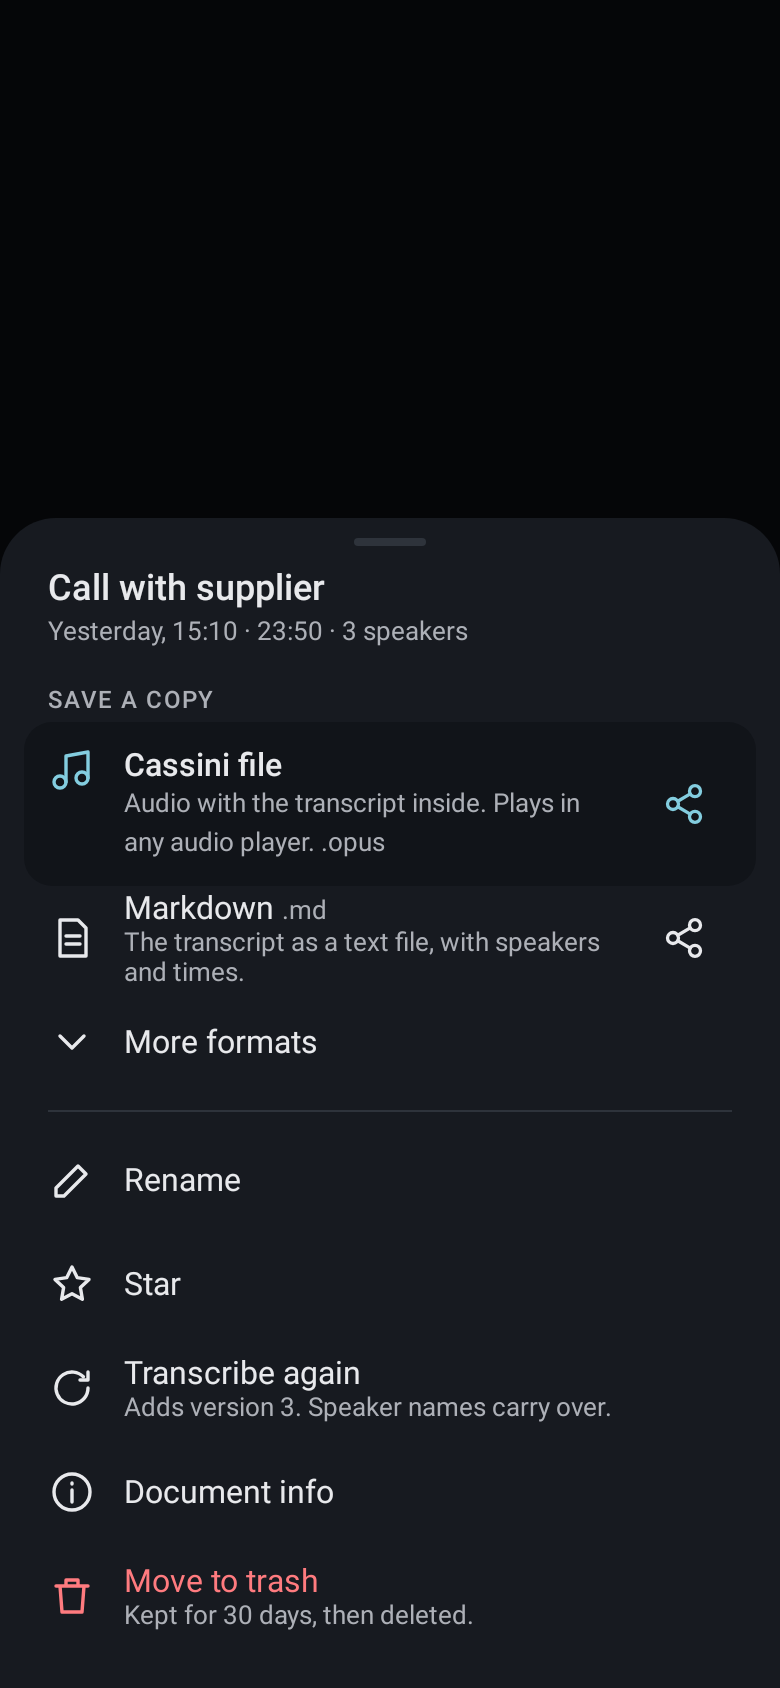 Call with supplier
Yesterday, 15:10 · 23:50 · 3 speakers
SAVE A COPY
Cassini file
Audio with the transcript inside. Plays in
any audio player. .opus
Markdown .md
The transcript as a text file, with speakers
and times.
More formats
Rename
Star
Transcribe again
Adds version 3. Speaker names carry over.
Document info
Move to trash
Kept for 30 days, then deleted.